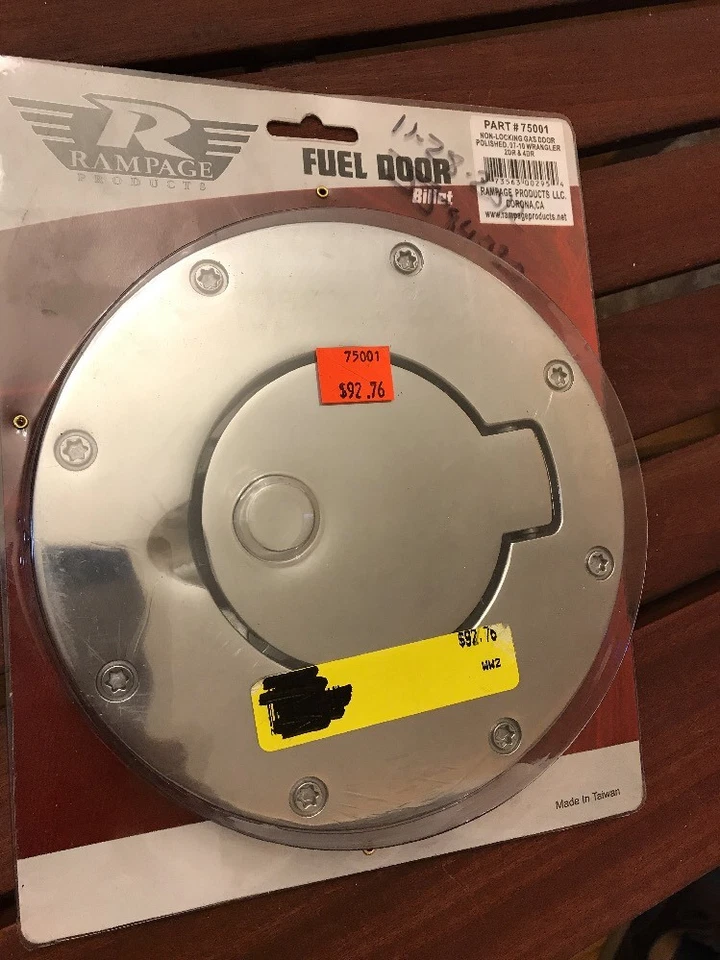 R
RAMPAGE
PRODUCTS
FUEL DOOR
Billet
PART # 75001
NON-LOCKING GAS DOOR
POLISHED, 07-10 WRANGLER
2DR & 4DR
RAMPAGE PRODUCTS LLC.
CORONA,CA
www.rampageproducts.net
75001
$92.76
$92.76
WW2
Made in Taiwan